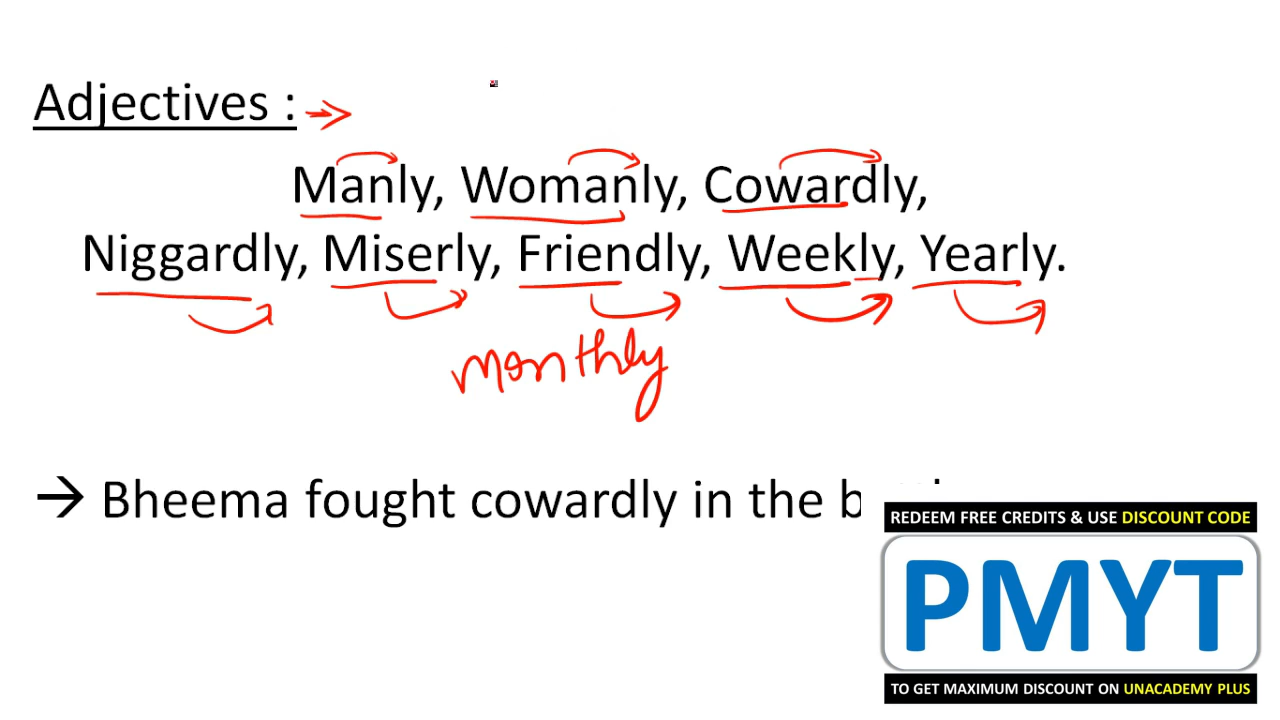 Adjectives :
Manly, Womanly, Cowardly,
Niggardly, Miserly, Friendly, Weekly, Yearly.
monthly
→ Bheema fought cowardly in the
REDEEM FREE CREDITS & USE DISCOUNT CODE
PMYT
TO GET MAXIMUM DISCOUNT ON UNACADEMY PLUS